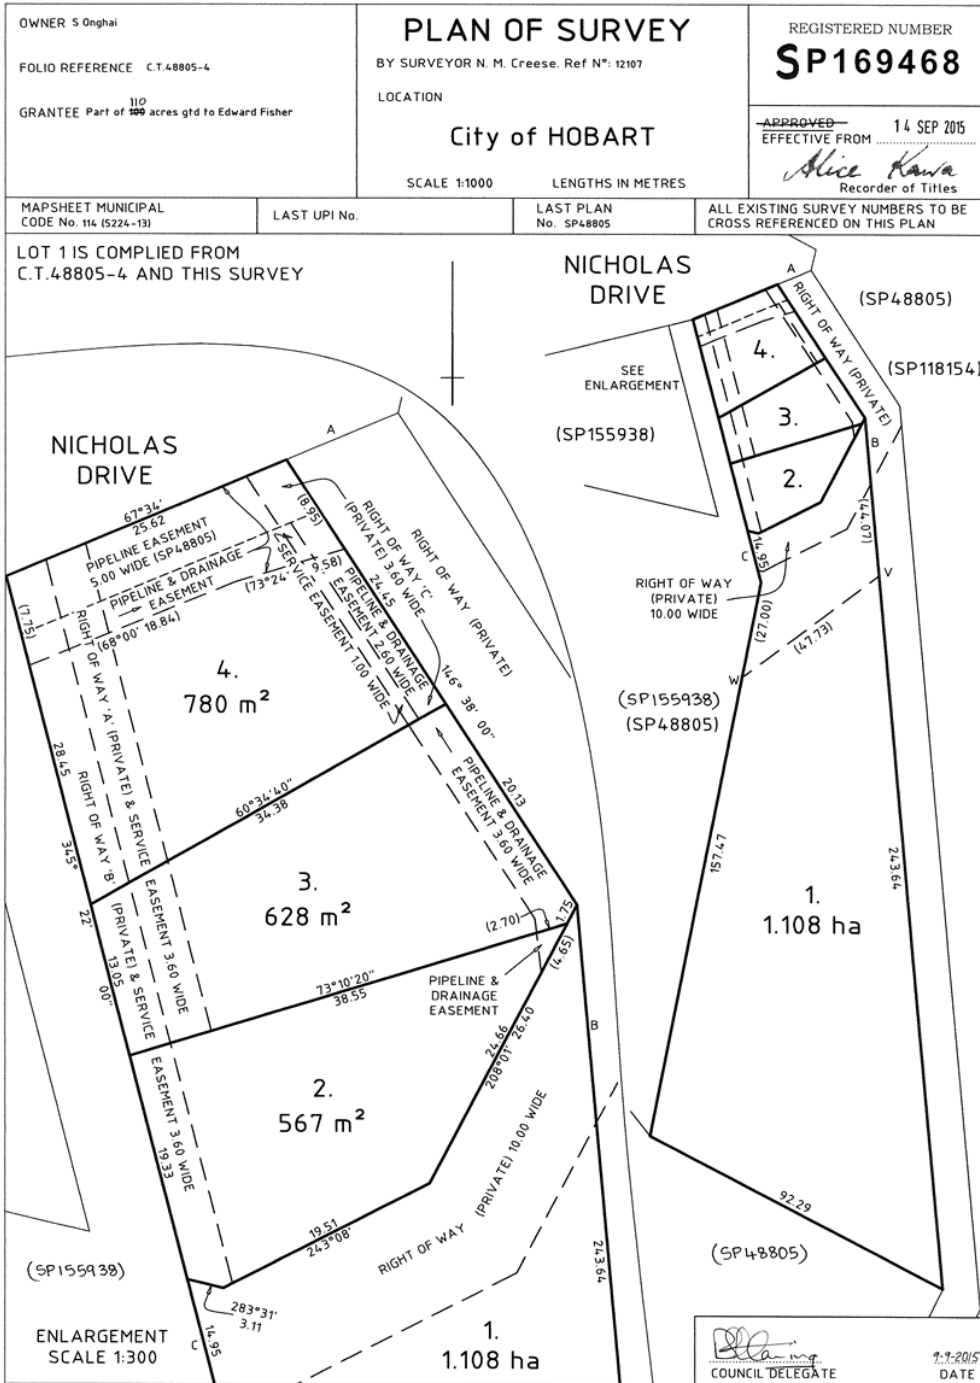 OWNER S Onghai
FOLIO REFERENCE C.T.48805-4
110
GRANTEE Part of 100 acres gtd to Edward Fisher
PLAN OF SURVEY
BY SURVEYOR N. M. Creese. Ref Nº: 12107
LOCATION
City of HOBART
SCALE 1:1000 LENGTHS IN METRES
REGISTERED NUMBER
SP169468
APPROVED
EFFECTIVE FROM 14 SEP 2015
Alice Kawa
Recorder of Titles
MAPSHEET MUNICIPAL
CODE No. 114 (5224-13)
LAST UPI No.
LAST PLAN
No. SP48805
ALL EXISTING SURVEY NUMBERS TO BE
CROSS REFERENCED ON THIS PLAN
LOT 1 IS COMPLIED FROM
C.T.48805-4 AND THIS SURVEY
NICHOLAS
DRIVE
A
67°34'
25.62
PIPELINE EASEMENT
5.00 WIDE (SP48805)
PIPELINE & DRAINAGE
EASEMENT
(73°24'
9.58)
(68°00' 18.84)
(7.75)
(8.95)
RIGHT OF WAY 'C'
(PRIVATE) 3.60 WIDE
RIGHT OF WAY (PRIVATE)
24.45
PIPELINE & DRAINAGE
EASEMENT 2.60 WIDE
SERVICE EASEMENT 1.00 WIDE
146° 38' 00"
4.
780 m²
RIGHT OF WAY 'A' (PRIVATE) & SERVICE EASEMENT 3.60 WIDE
RIGHT OF WAY 'B' (PRIVATE) & SERVICE EASEMENT 3.60 WIDE
28.45
345° 22' 00"
60°34'40"
34.38
20.13
PIPELINE & DRAINAGE
EASEMENT 3.60 WIDE
3.
628 m²
13.05
(2.70)
1.75
(4.65)
73°10'20"
38.55
PIPELINE &
DRAINAGE
EASEMENT
B
24.66
208°01' 26.40
2.
567 m²
19.33
19.51
243°08'
RIGHT OF WAY (PRIVATE) 10.00 WIDE
243.64
(SP155938)
283°31'
3.11
C
14.95
ENLARGEMENT
SCALE 1:300
1.
1.108 ha
NICHOLAS
DRIVE
A
RIGHT OF WAY (PRIVATE)
(SP48805)
(SP118154)
SEE
ENLARGEMENT
(SP155938)
4.
3.
2.
B
(44.07)
C
14.95
RIGHT OF WAY
(PRIVATE)
10.00 WIDE
(27.00)
V
(47.73)
W
(SP155938)
(SP48805)
157.47
243.64
1.
1.108 ha
92.29
(SP48805)
COUNCIL DELEGATE
9-9-2015
DATE